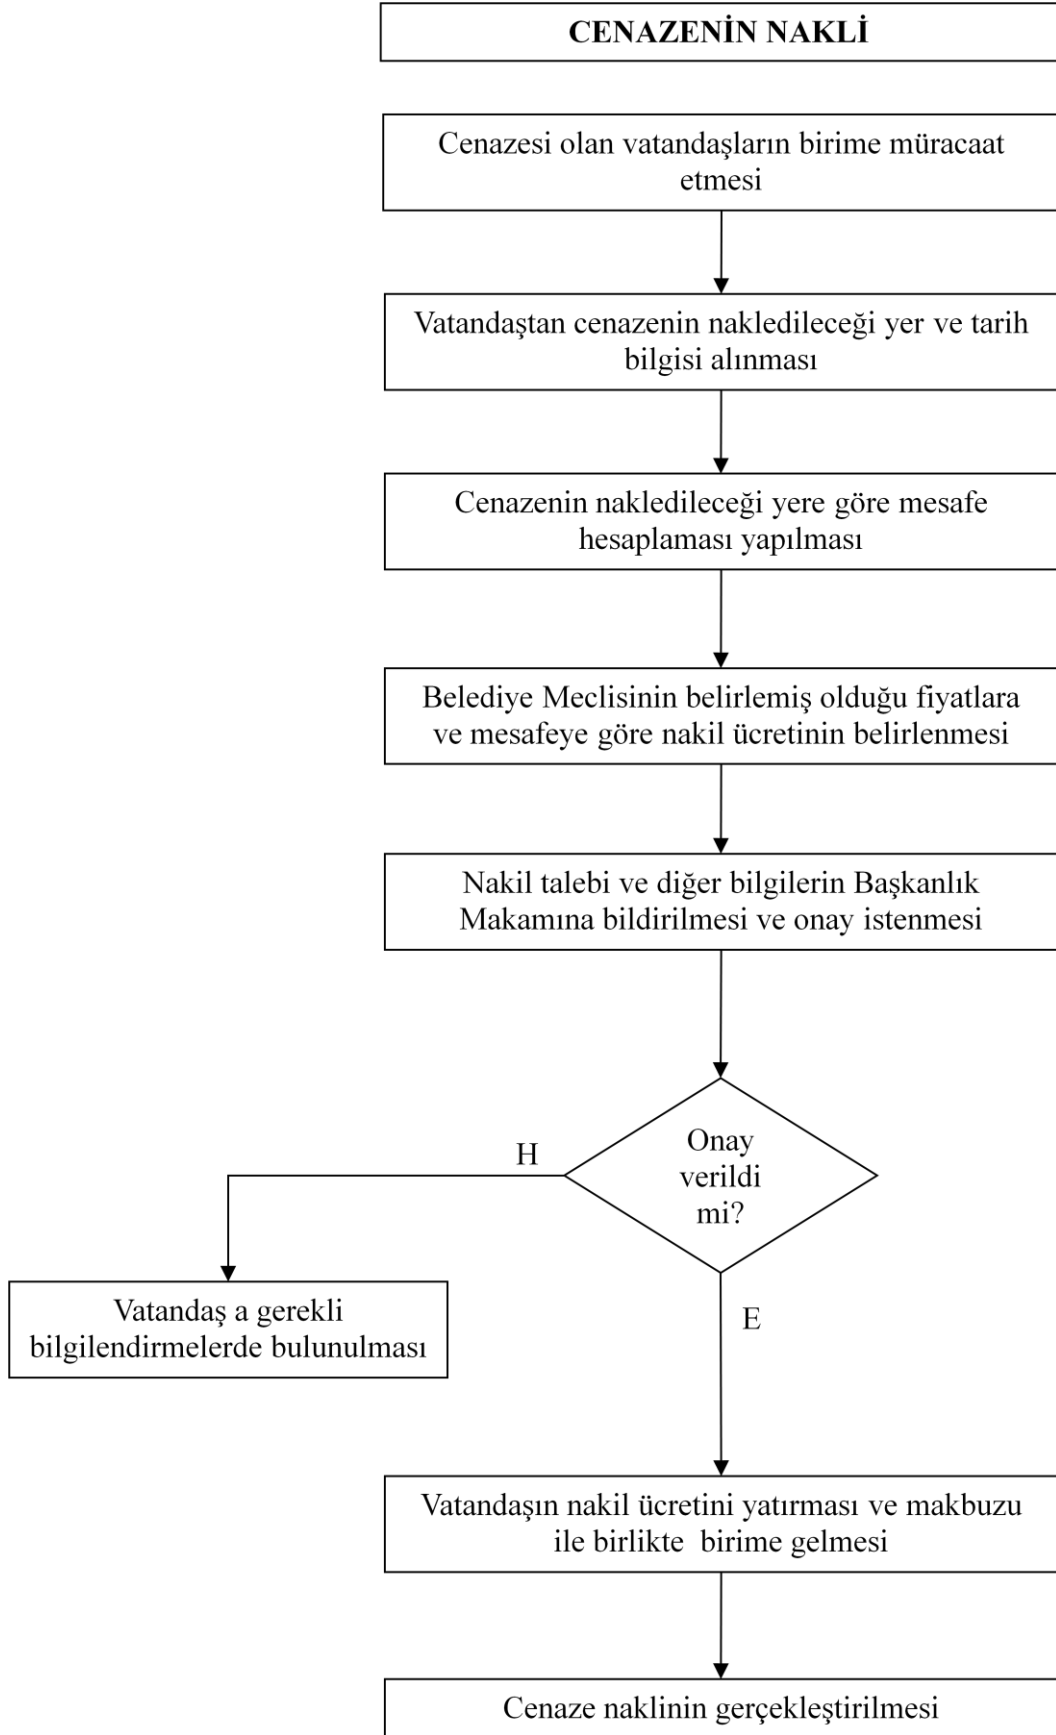 CENAZENİN NAKLİ
Cenazesi olan vatandaşların birime müracaat
etmesi
Vatandaştan cenazenin nakledileceği yer ve tarih
bilgisi alınması
Cenazenin nakledileceği yere göre mesafe
hesaplaması yapılması
Belediye Meclisinin belirlemiş olduğu fiyatlara
ve mesafeye göre nakil ücretinin belirlenmesi
Nakil talebi ve diğer bilgilerin Başkanlık
Makamına bildirilmesi ve onay istenmesi
Onay
verildi
mi?
H
Vatandaş a gerekli
bilgilendirmelerde bulunulması
E
Vatandaşın nakil ücretini yatırması ve makbuzu
ile birlikte  birime gelmesi
Cenaze naklinin gerçekleştirilmesi